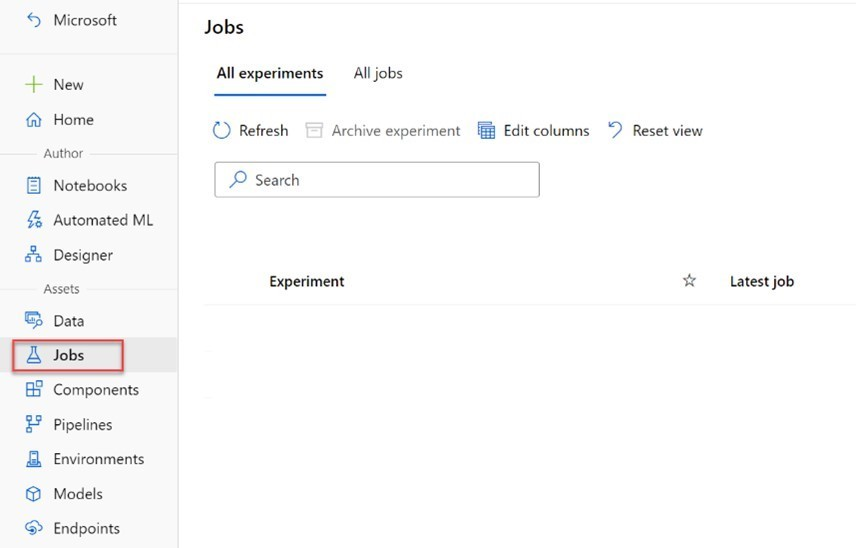 Microsoft
New
Home
Author
Notebooks
Automated ML
Designer
Assets
Data
Jobs
Components
Pipelines
Environments
Models
Endpoints
Jobs
All experiments All jobs
Refresh Archive experiment Edit columns Reset view
Search
Experiment Latest job